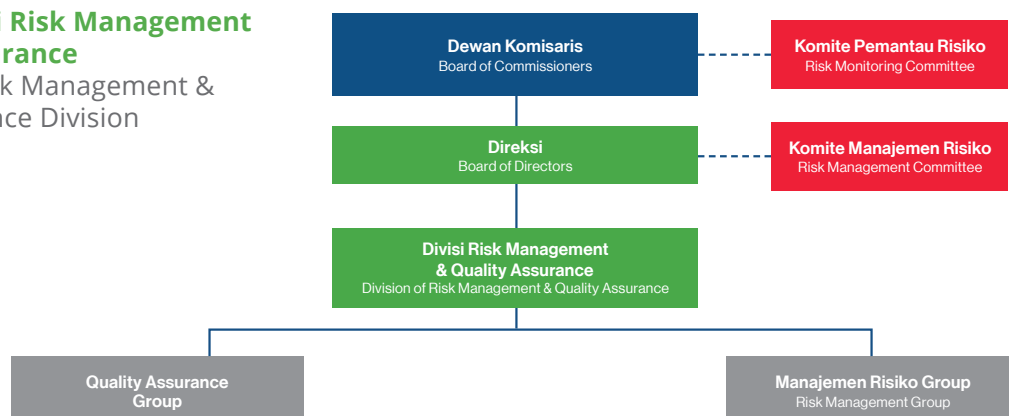 i Risk Management
rance
k Management &
nce Division
Dewan Komisaris
Board of Commissioners
Komite Pemantau Risiko
Risk Monitoring Committee
Direksi
Board of Directors
Komite Manajemen Risiko
Risk Management Committee
Divisi Risk Management
& Quality Assurance
Division of Risk Management & Quality Assurance
Quality Assurance
Group
Manajemen Risiko Group
Risk Management Group